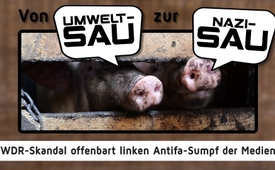 Von UMWELT-SAU zur NAZI-SAU
WDR-Skandal offenbart linken Antifa-Sumpf der Medien